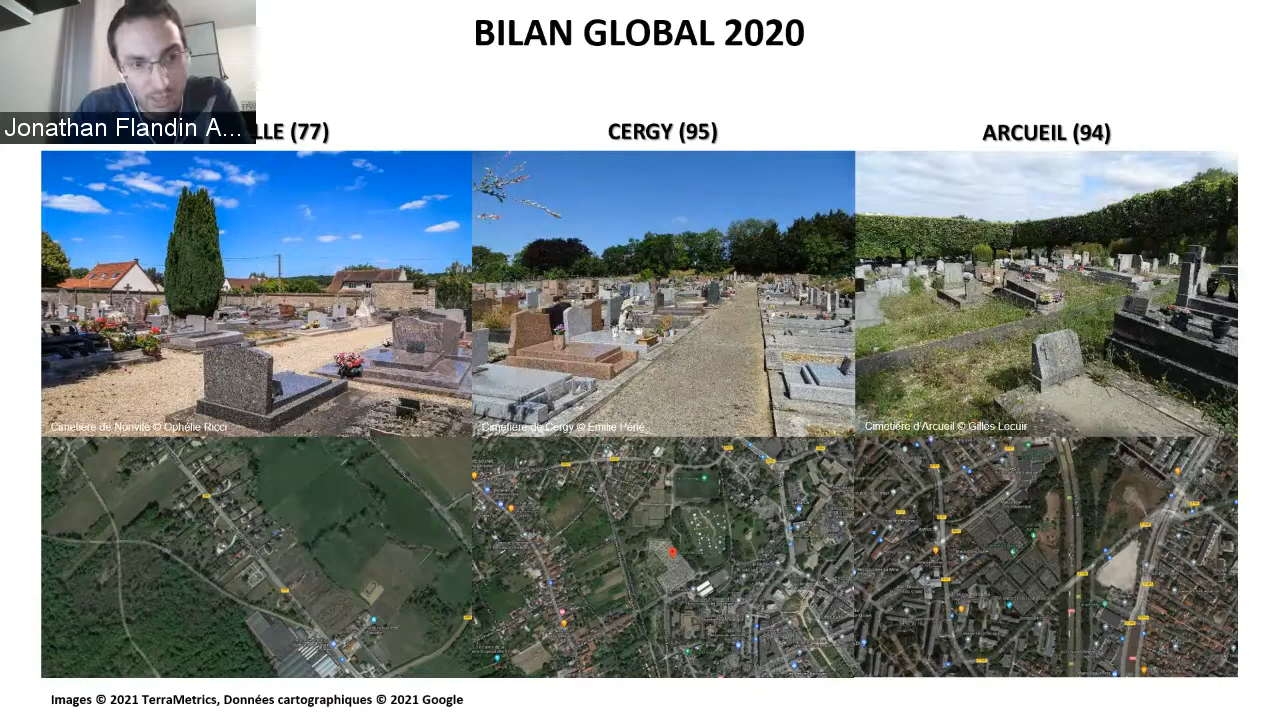 BILAN GLOBAL 2020
Jonathan Flandin A...
LLE (77)
CERGY (95)
ARCUEIL (94)
Cimetière de Nonville © Ophélie Ricci
Cimetière de Cergy © Emilie Périé
Cimetière d'Arcueil © Gilles Lecuir
Images © 2021 TerraMetrics, Données cartographiques © 2021 Google